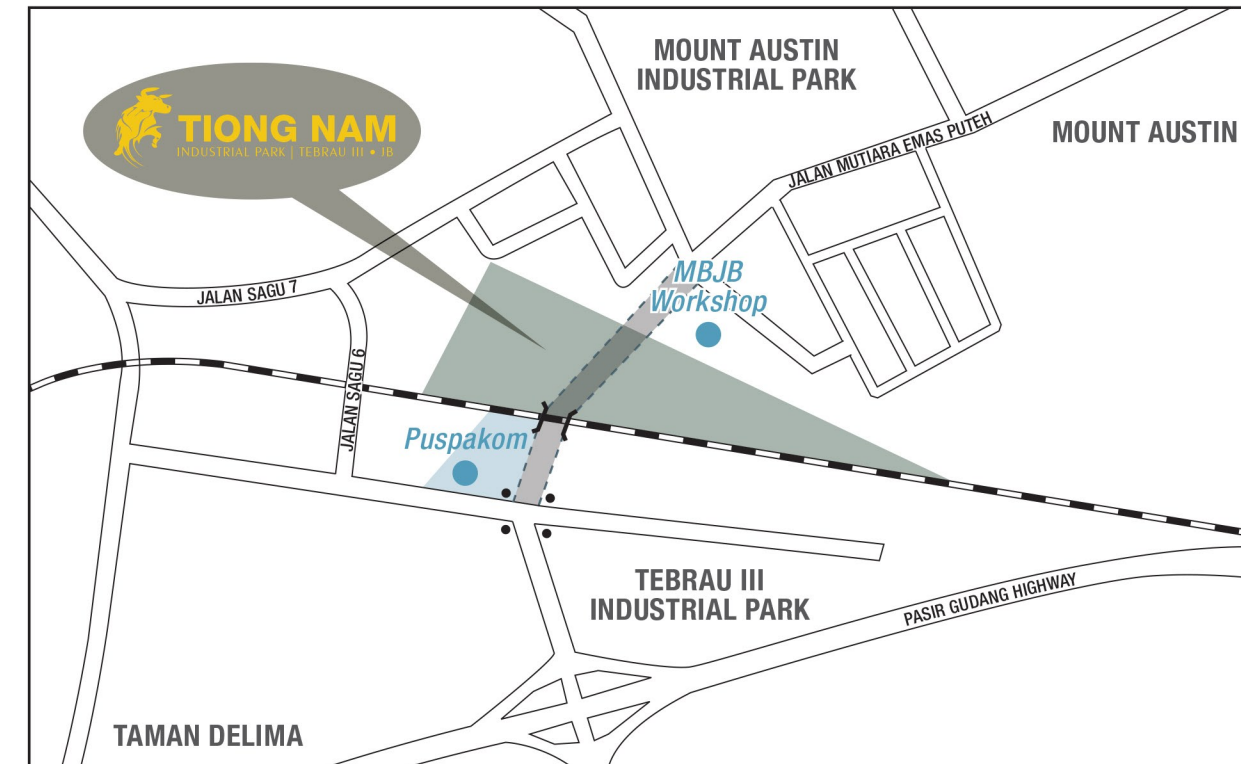 MOUNT AUSTIN
INDUSTRIAL PARK
TIONG NAM
INDUSTRIAL PARK | TEBRAU III • JB
MOUNT AUSTIN
JALAN MUTIARA EMAS PUTEH
MBJB
Workshop
JALAN SAGU 7
JALAN SAGU 6
Puspakom
TEBRAU III
INDUSTRIAL PARK
PASIR GUDANG HIGHWAY
TAMAN DELIMA